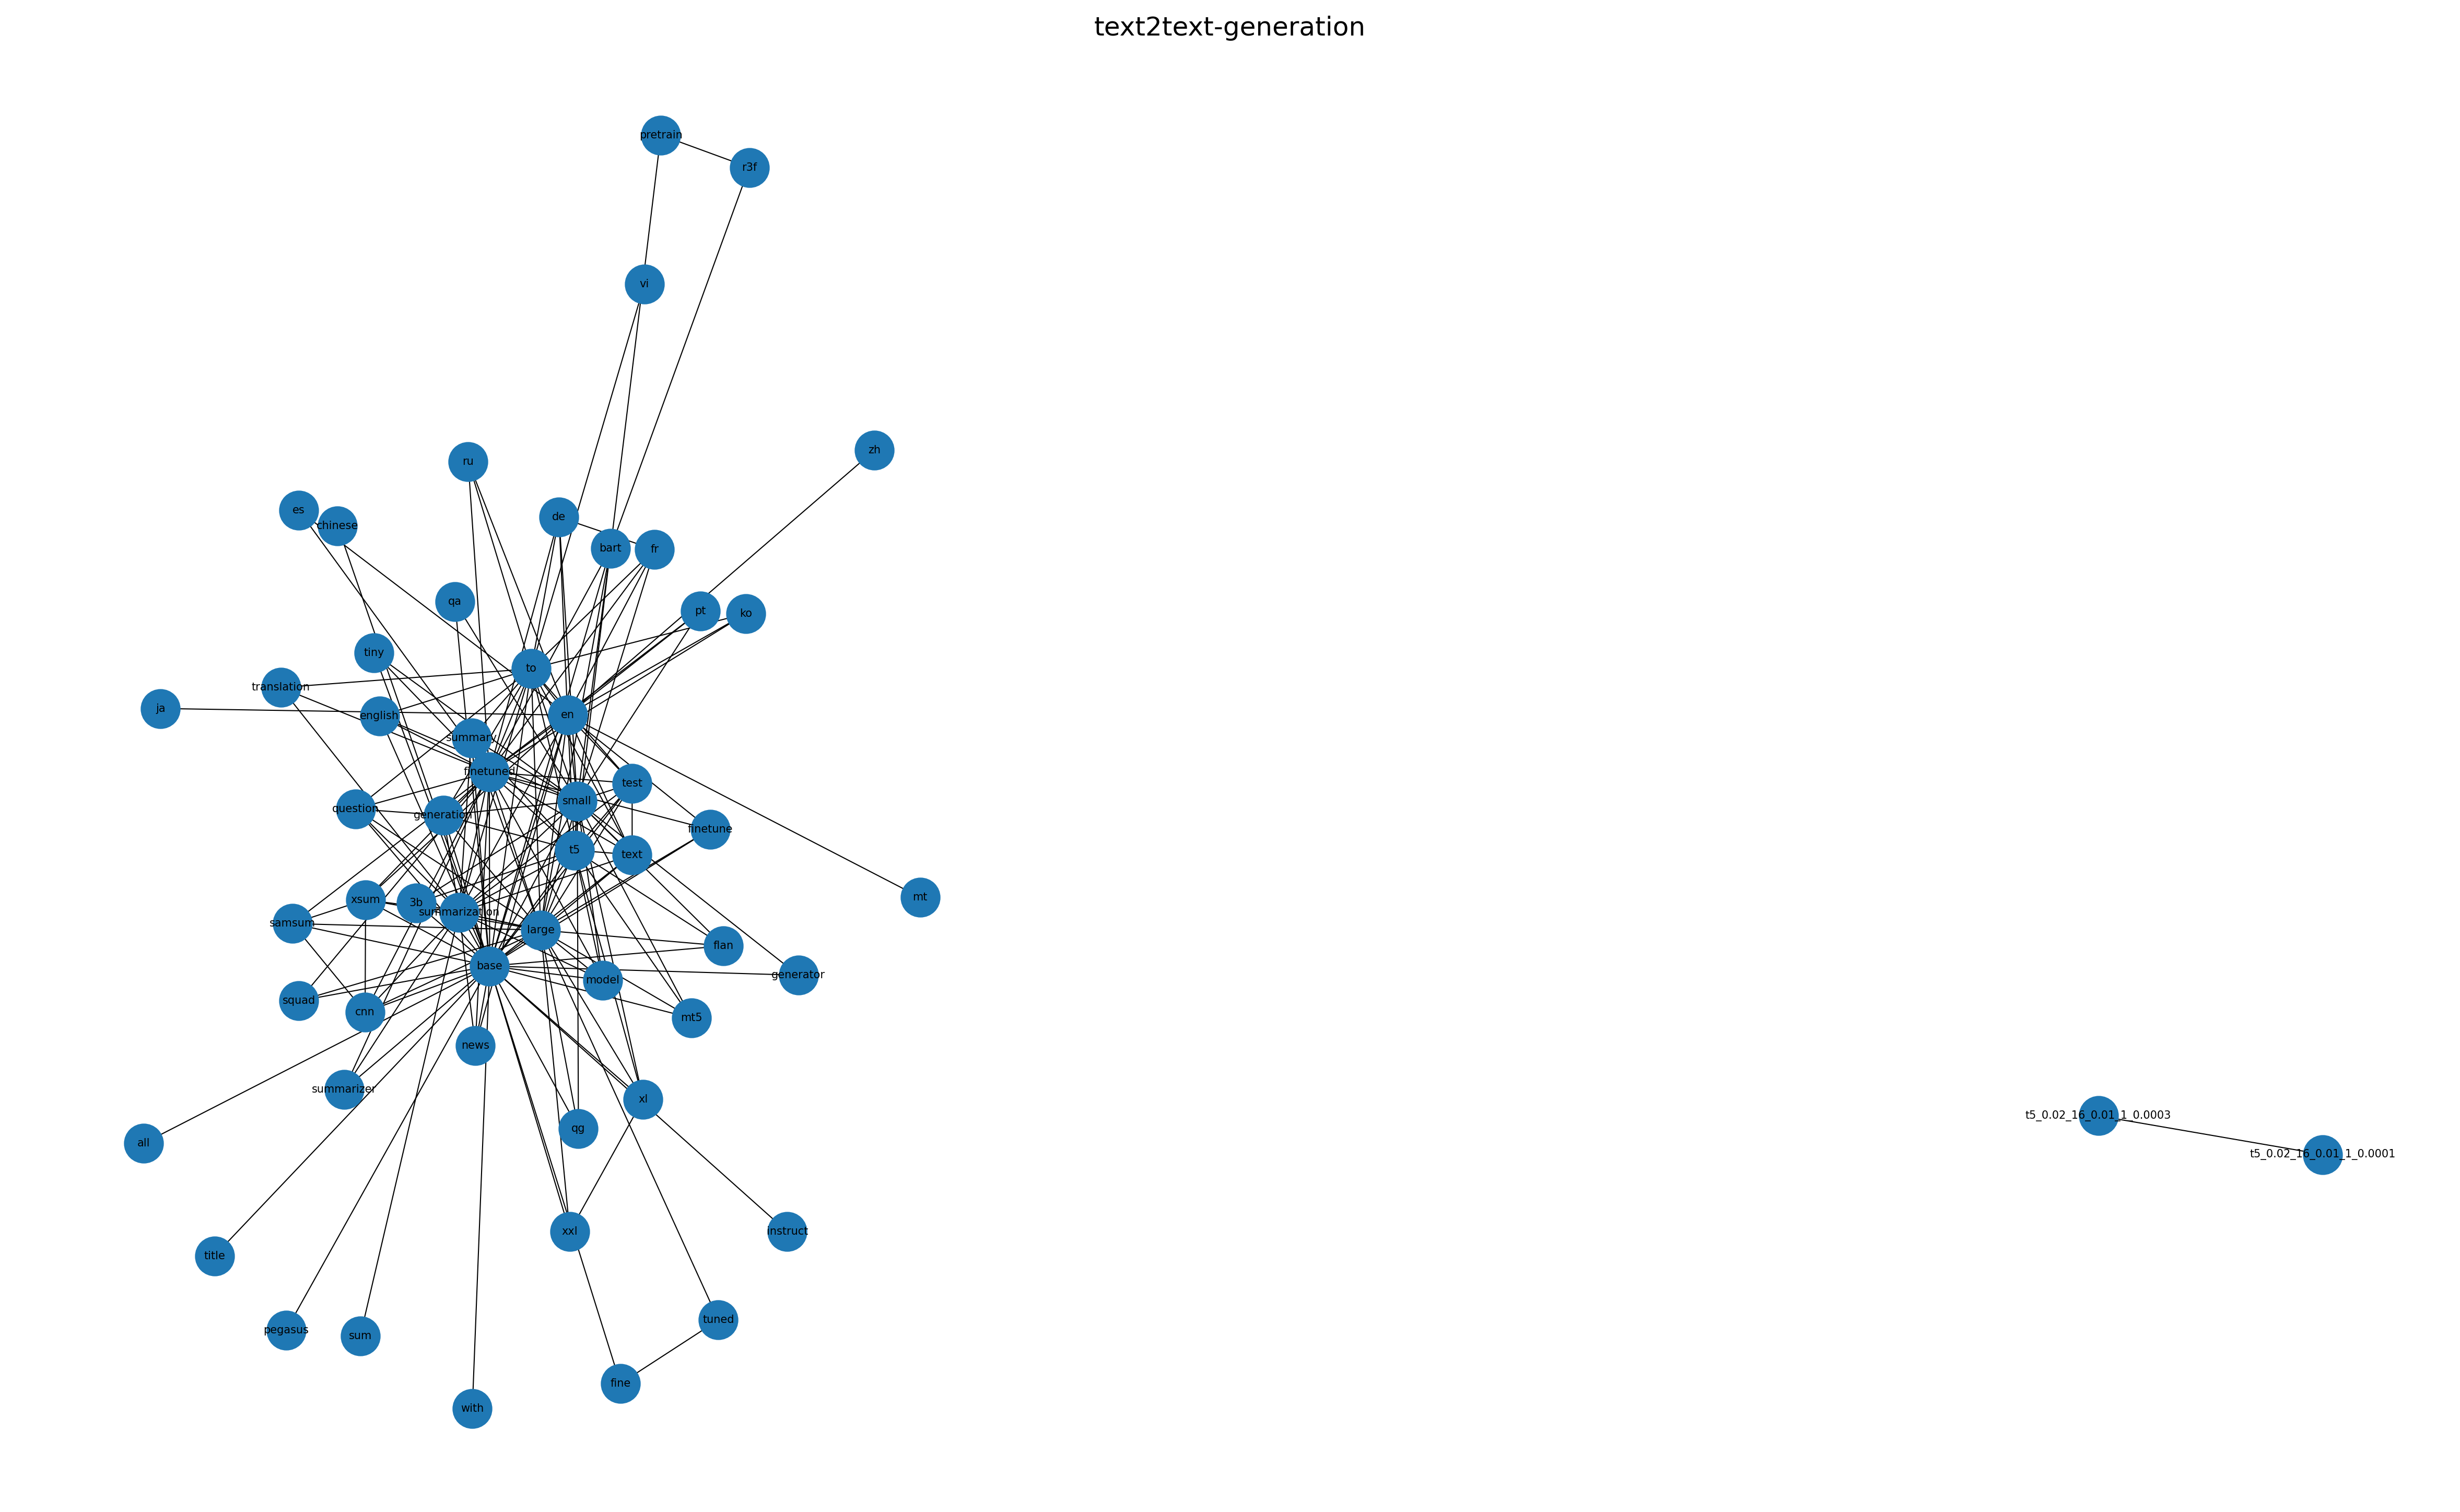 text2text-generation
pretrain
r3f
vi
zh
ru
es
chinese
de
bart
fr
qa
pt
ko
tiny
to
translation
ja
english
en
summary
finetuned
test
small
question
generation
finetune
t5
text
xsum
3b
mt
summarization
samsum
large
flan
base
generator
model
squad
cnn
mt5
news
summarizer
xl
t5_0.02_16_0.01_1_0.0003
qg
all
t5_0.02_16_0.01_1_0.0001
xxl
instruct
title
tuned
pegasus
sum
fine
with